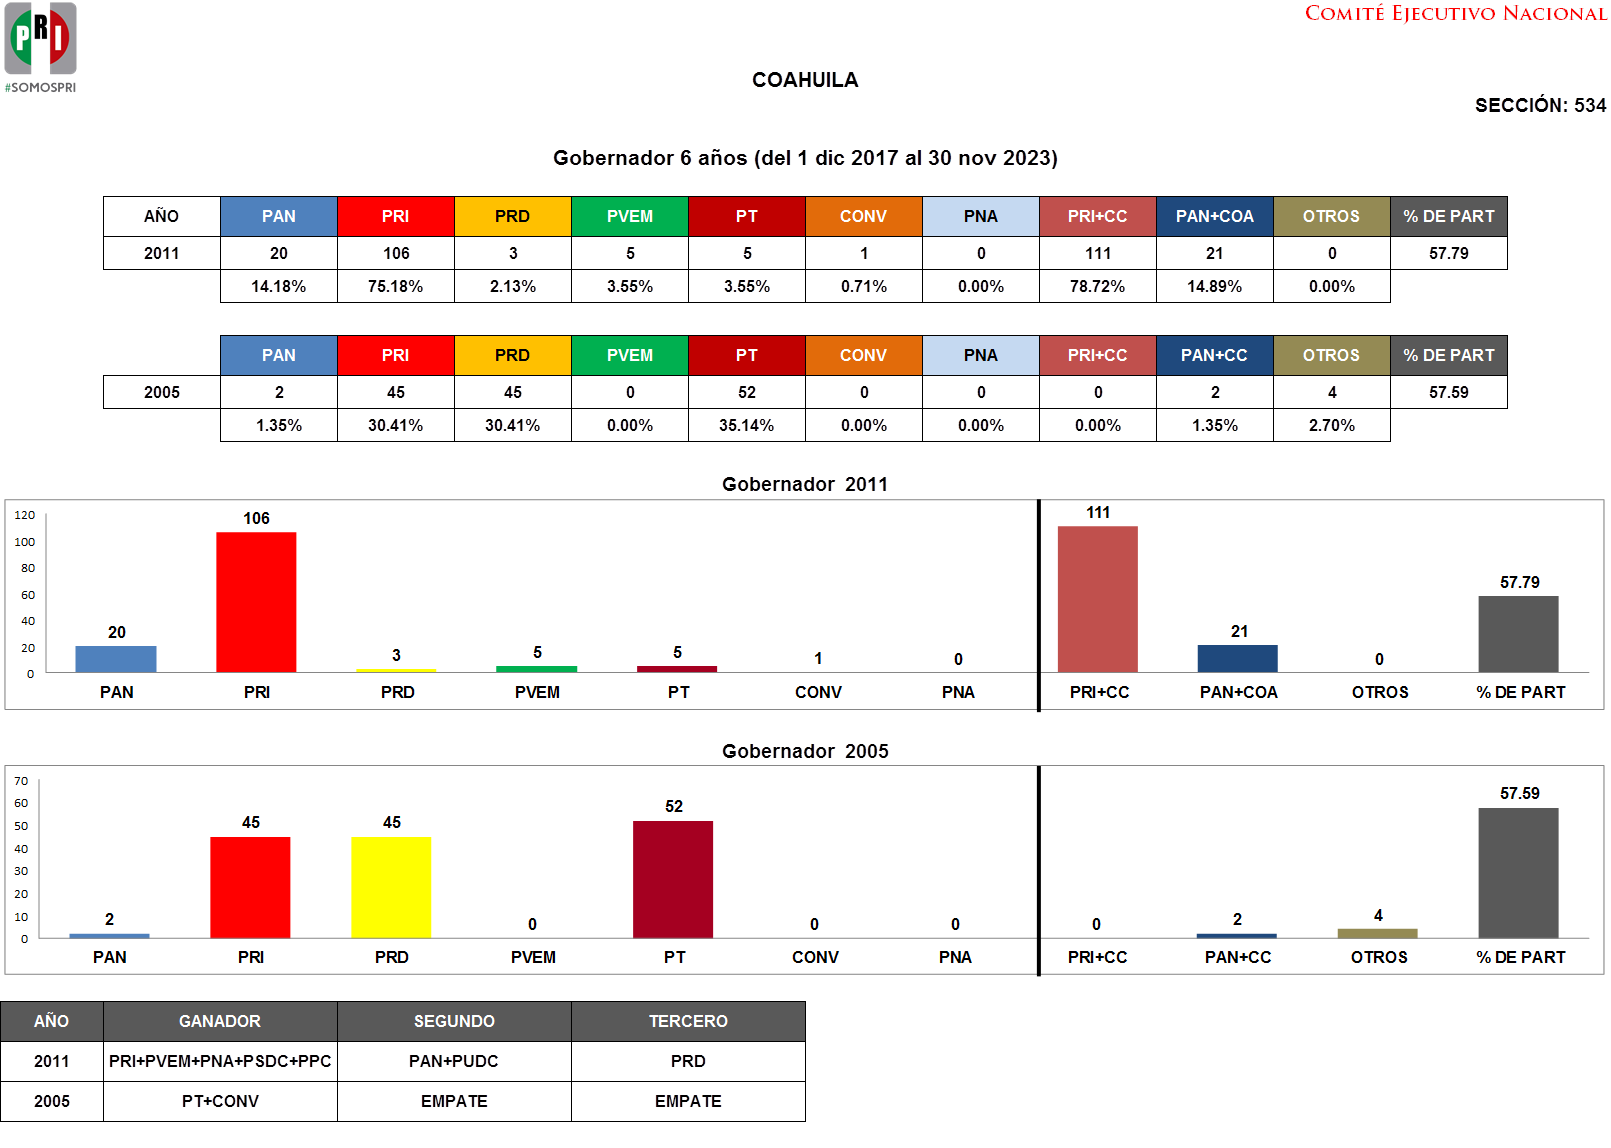 PRI
#SOMOSPRI
COMITÉ EJECUTIVO NACIONAL
COAHUILA
SECCIÓN: 534
Gobernador 6 años (del 1 dic 2017 al 30 nov 2023)
AÑO PAN PRI PRD PVEM PT CONV PNA PRI+CC PAN+COA OTROS % DE PART
2011 20 106 3 5 5 1 0 111 21 0 57.79
14.18% 75.18% 2.13% 3.55% 3.55% 0.71% 0.00% 78.72% 14.89% 0.00%
PAN PRI PRD PVEM PT CONV PNA PRI+CC PAN+CC OTROS % DE PART
2005 2 45 45 0 52 0 0 0 2 4 57.59
1.35% 30.41% 30.41% 0.00% 35.14% 0.00% 0.00% 0.00% 1.35% 2.70%
Gobernador 2011
120
100
80
60
40
20
0
20 106 3 5 5 1 0 111 21 0 57.79
PAN PRI PRD PVEM PT CONV PNA PRI+CC PAN+COA OTROS % DE PART
Gobernador 2005
70
60
50
40
30
20
10
0
2 45 45 0 52 0 0 0 2 4 57.59
PAN PRI PRD PVEM PT CONV PNA PRI+CC PAN+CC OTROS % DE PART
AÑO GANADOR SEGUNDO TERCERO
2011 PRI+PVEM+PNA+PSDC+PPC PAN+PUDC PRD
2005 PT+CONV EMPATE EMPATE